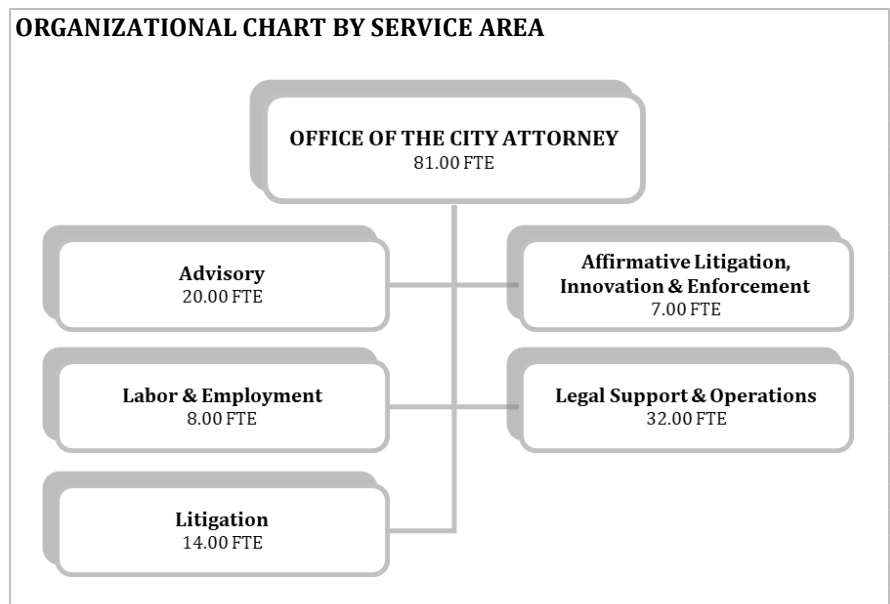 ORGANIZATIONAL CHART BY SERVICE AREA
OFFICE OF THE CITY ATTORNEY
81.00 FTE
Advisory
20.00 FTE
Affirmative Litigation,
Innovation & Enforcement
7.00 FTE
Labor & Employment
8.00 FTE
Legal Support & Operations
32.00 FTE
Litigation
14.00 FTE